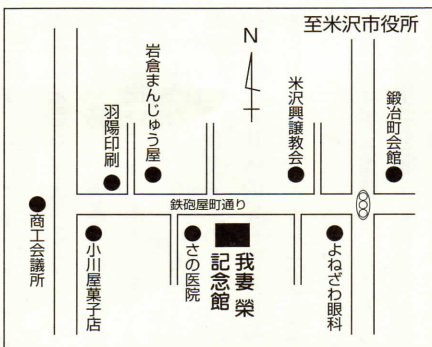 至米沢市役所
N
岩倉まんじゅう屋
羽陽印刷
米沢興譲教会
鍛冶町会館
鉄砲屋町通り
商工会議所
小川屋菓子店
さの医院
我妻 榮
記念館
よねざわ眼科